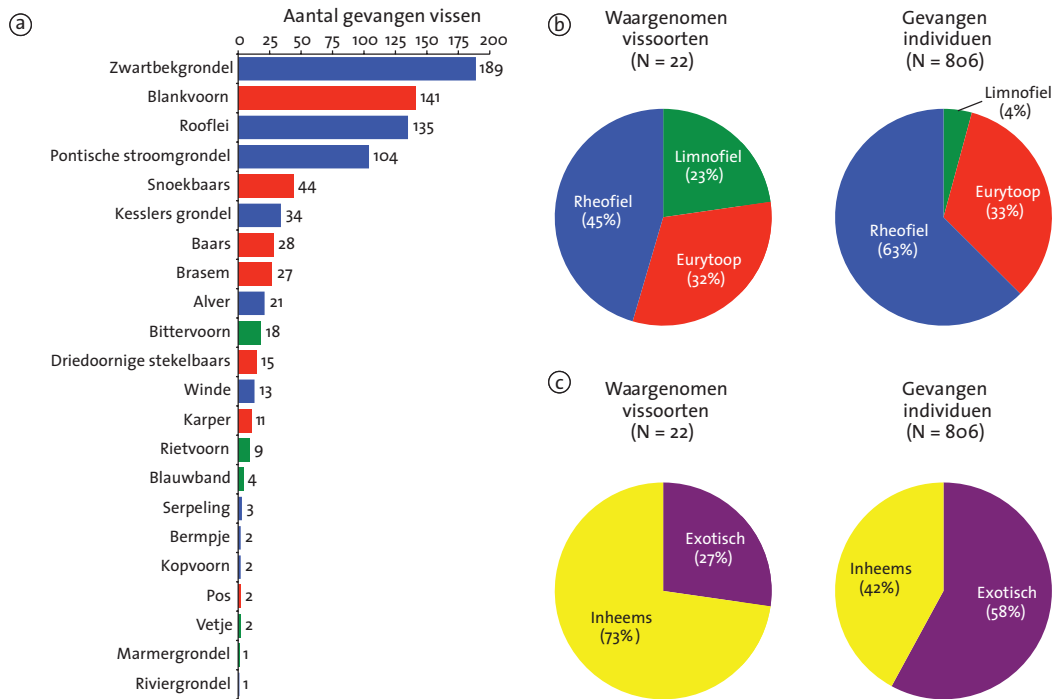 a
Aantal gevangen vissen
0 25 50 75 100 125 150 175 200
Zwartbekgrondel 189
Blankvoorn 141
Rooflei 135
Pontische stroomgrondel 104
Snoekbaars 44
Kesslers grondel 34
Baars 28
Brasem 27
Alver 21
Bittervoorn 18
Driedoornige stekelbaars 15
Winde 13
Karper 11
Rietvoorn 9
Blauwband 4
Serpeling 3
Bermpje 2
Kopvoorn 2
Pos 2
Vetje 2
Marmergrondel 1
Riviergrondel 1
b
Waargenomen
vissoorten
(N = 22)
Limnofiel
(23%)
Rheofiel
(45%)
Eurytoop
(32%)
Gevangen
individuen
(N = 806)
Limnofiel
(4%)
Eurytoop
(33%)
Rheofiel
(63%)
c
Waargenomen
vissoorten
(N = 22)
Exotisch
(27%)
Inheems
(73%)
Gevangen
individuen
(N = 806)
Inheems
(42%)
Exotisch
(58%)